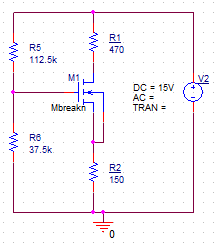 R1
470
R5
112.5k
M1
Mbreakn
DC = 15V
AC =
TRAN =
V2
R6
37.5k
R2
150
0